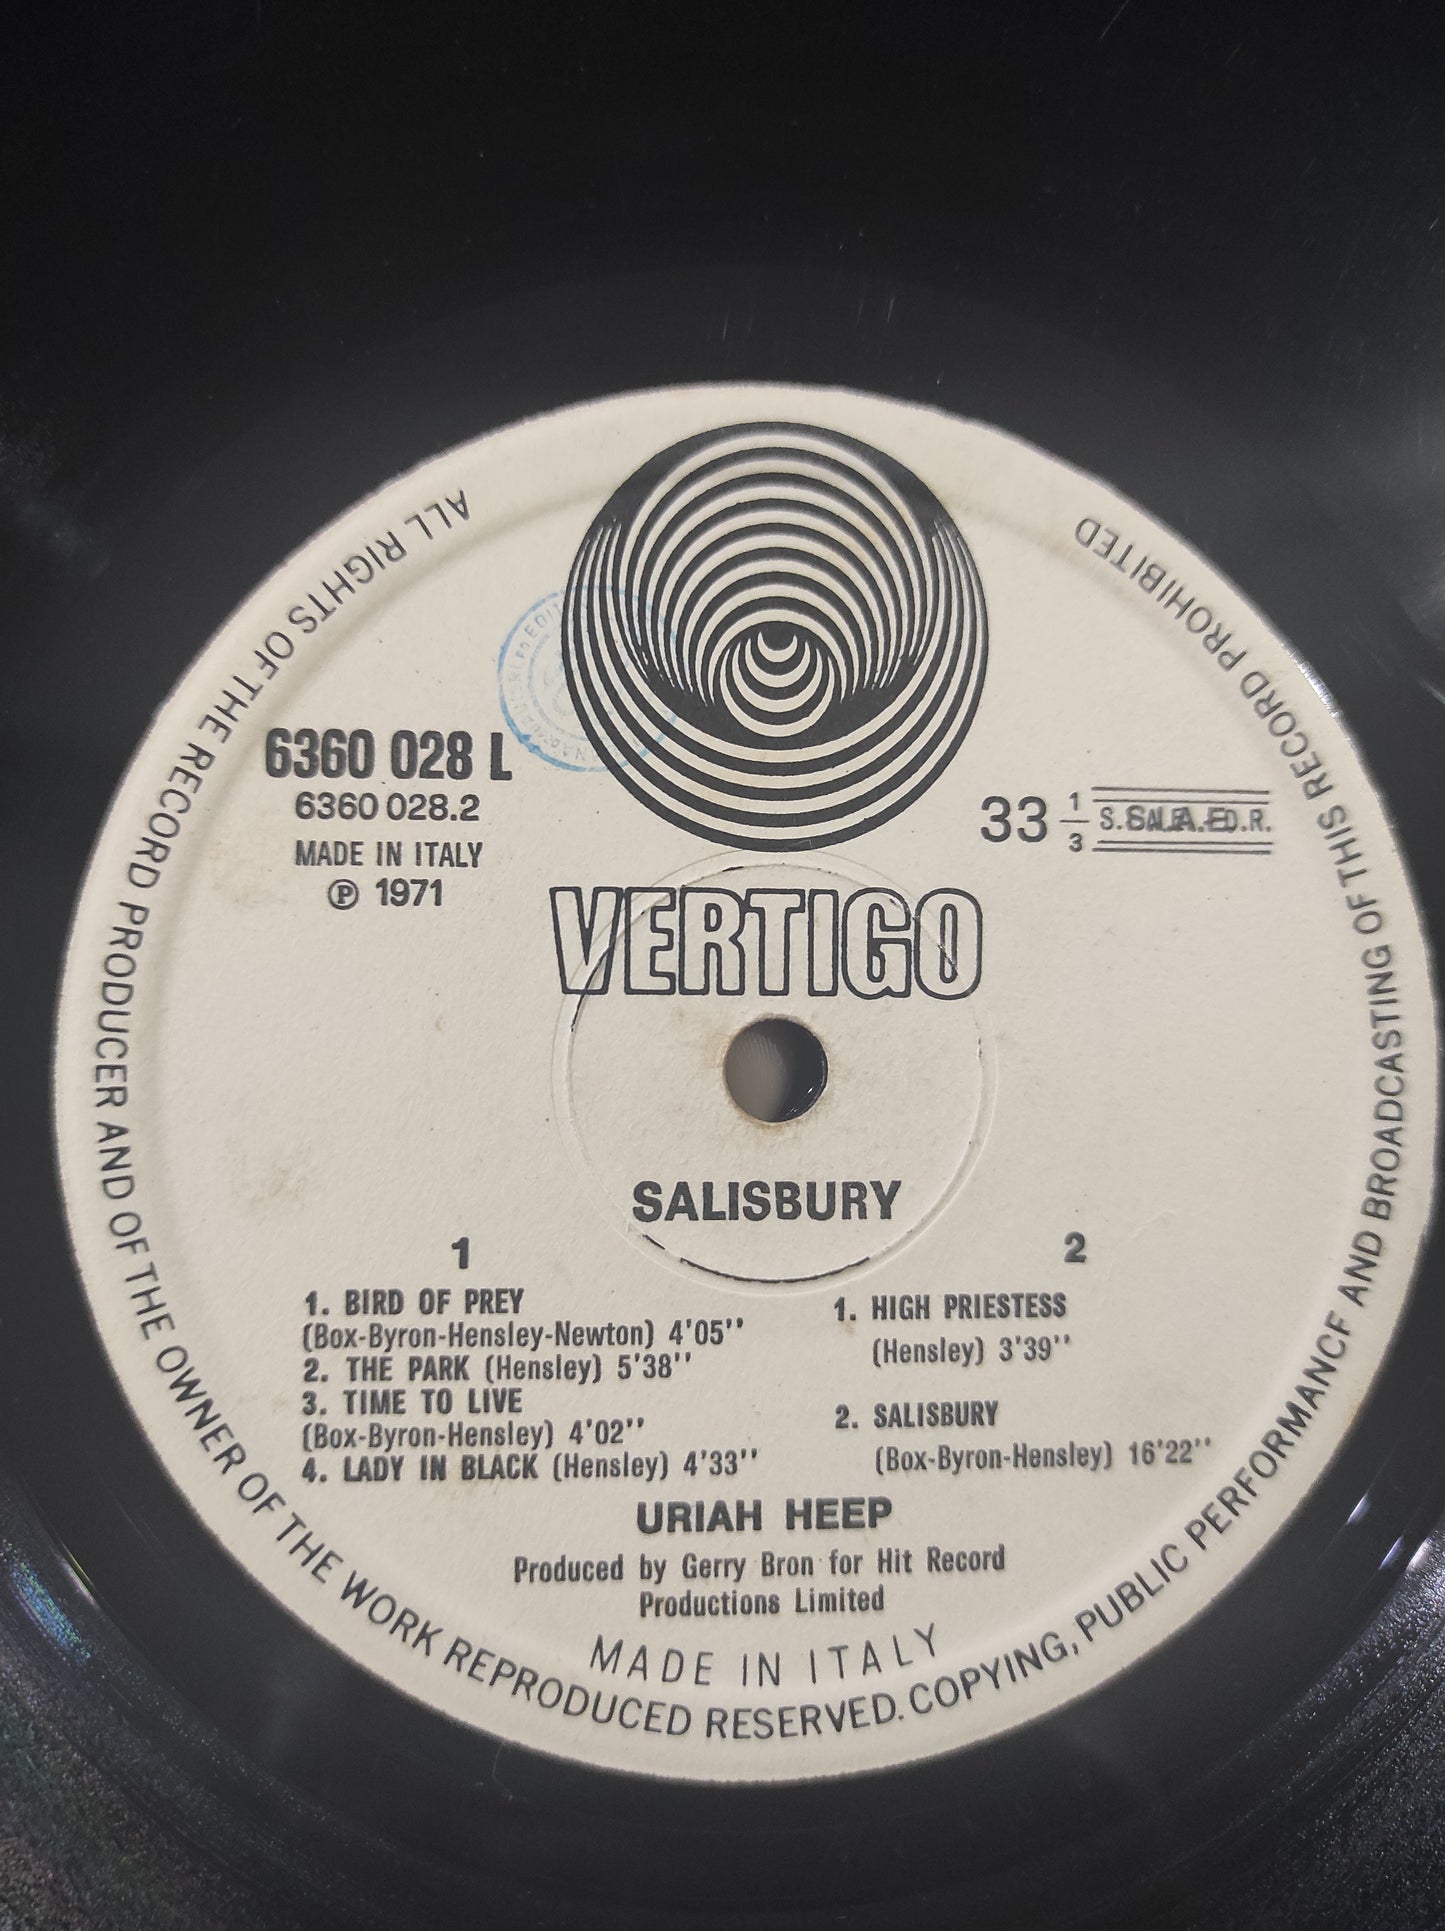 ALL RIGHTS OF THE RECORD PRODUCER AND OF THE OWNER OF THE WORK REPRODUCED RESERVED. COPYING, PUBLIC PERFORMANCE AND BROADCASTING OF THIS RECORD PROHIBITED
6360 028 L
6360 028.2
MADE IN ITALY
℗ 1971
33 1/3
VERTIGO
SALISBURY
1
1. BIRD OF PREY
(Box-Byron-Hensley-Newton) 4'05''
2. THE PARK (Hensley) 5'38''
3. TIME TO LIVE
(Box-Byron-Hensley) 4'02''
4. LADY IN BLACK (Hensley) 4'33''
2
1. HIGH PRIESTESS
(Hensley) 3'39''
2. SALISBURY
(Box-Byron-Hensley) 16'22''
URIAH HEEP
Produced by Gerry Bron for Hit Record
Productions Limited
MADE IN ITALY